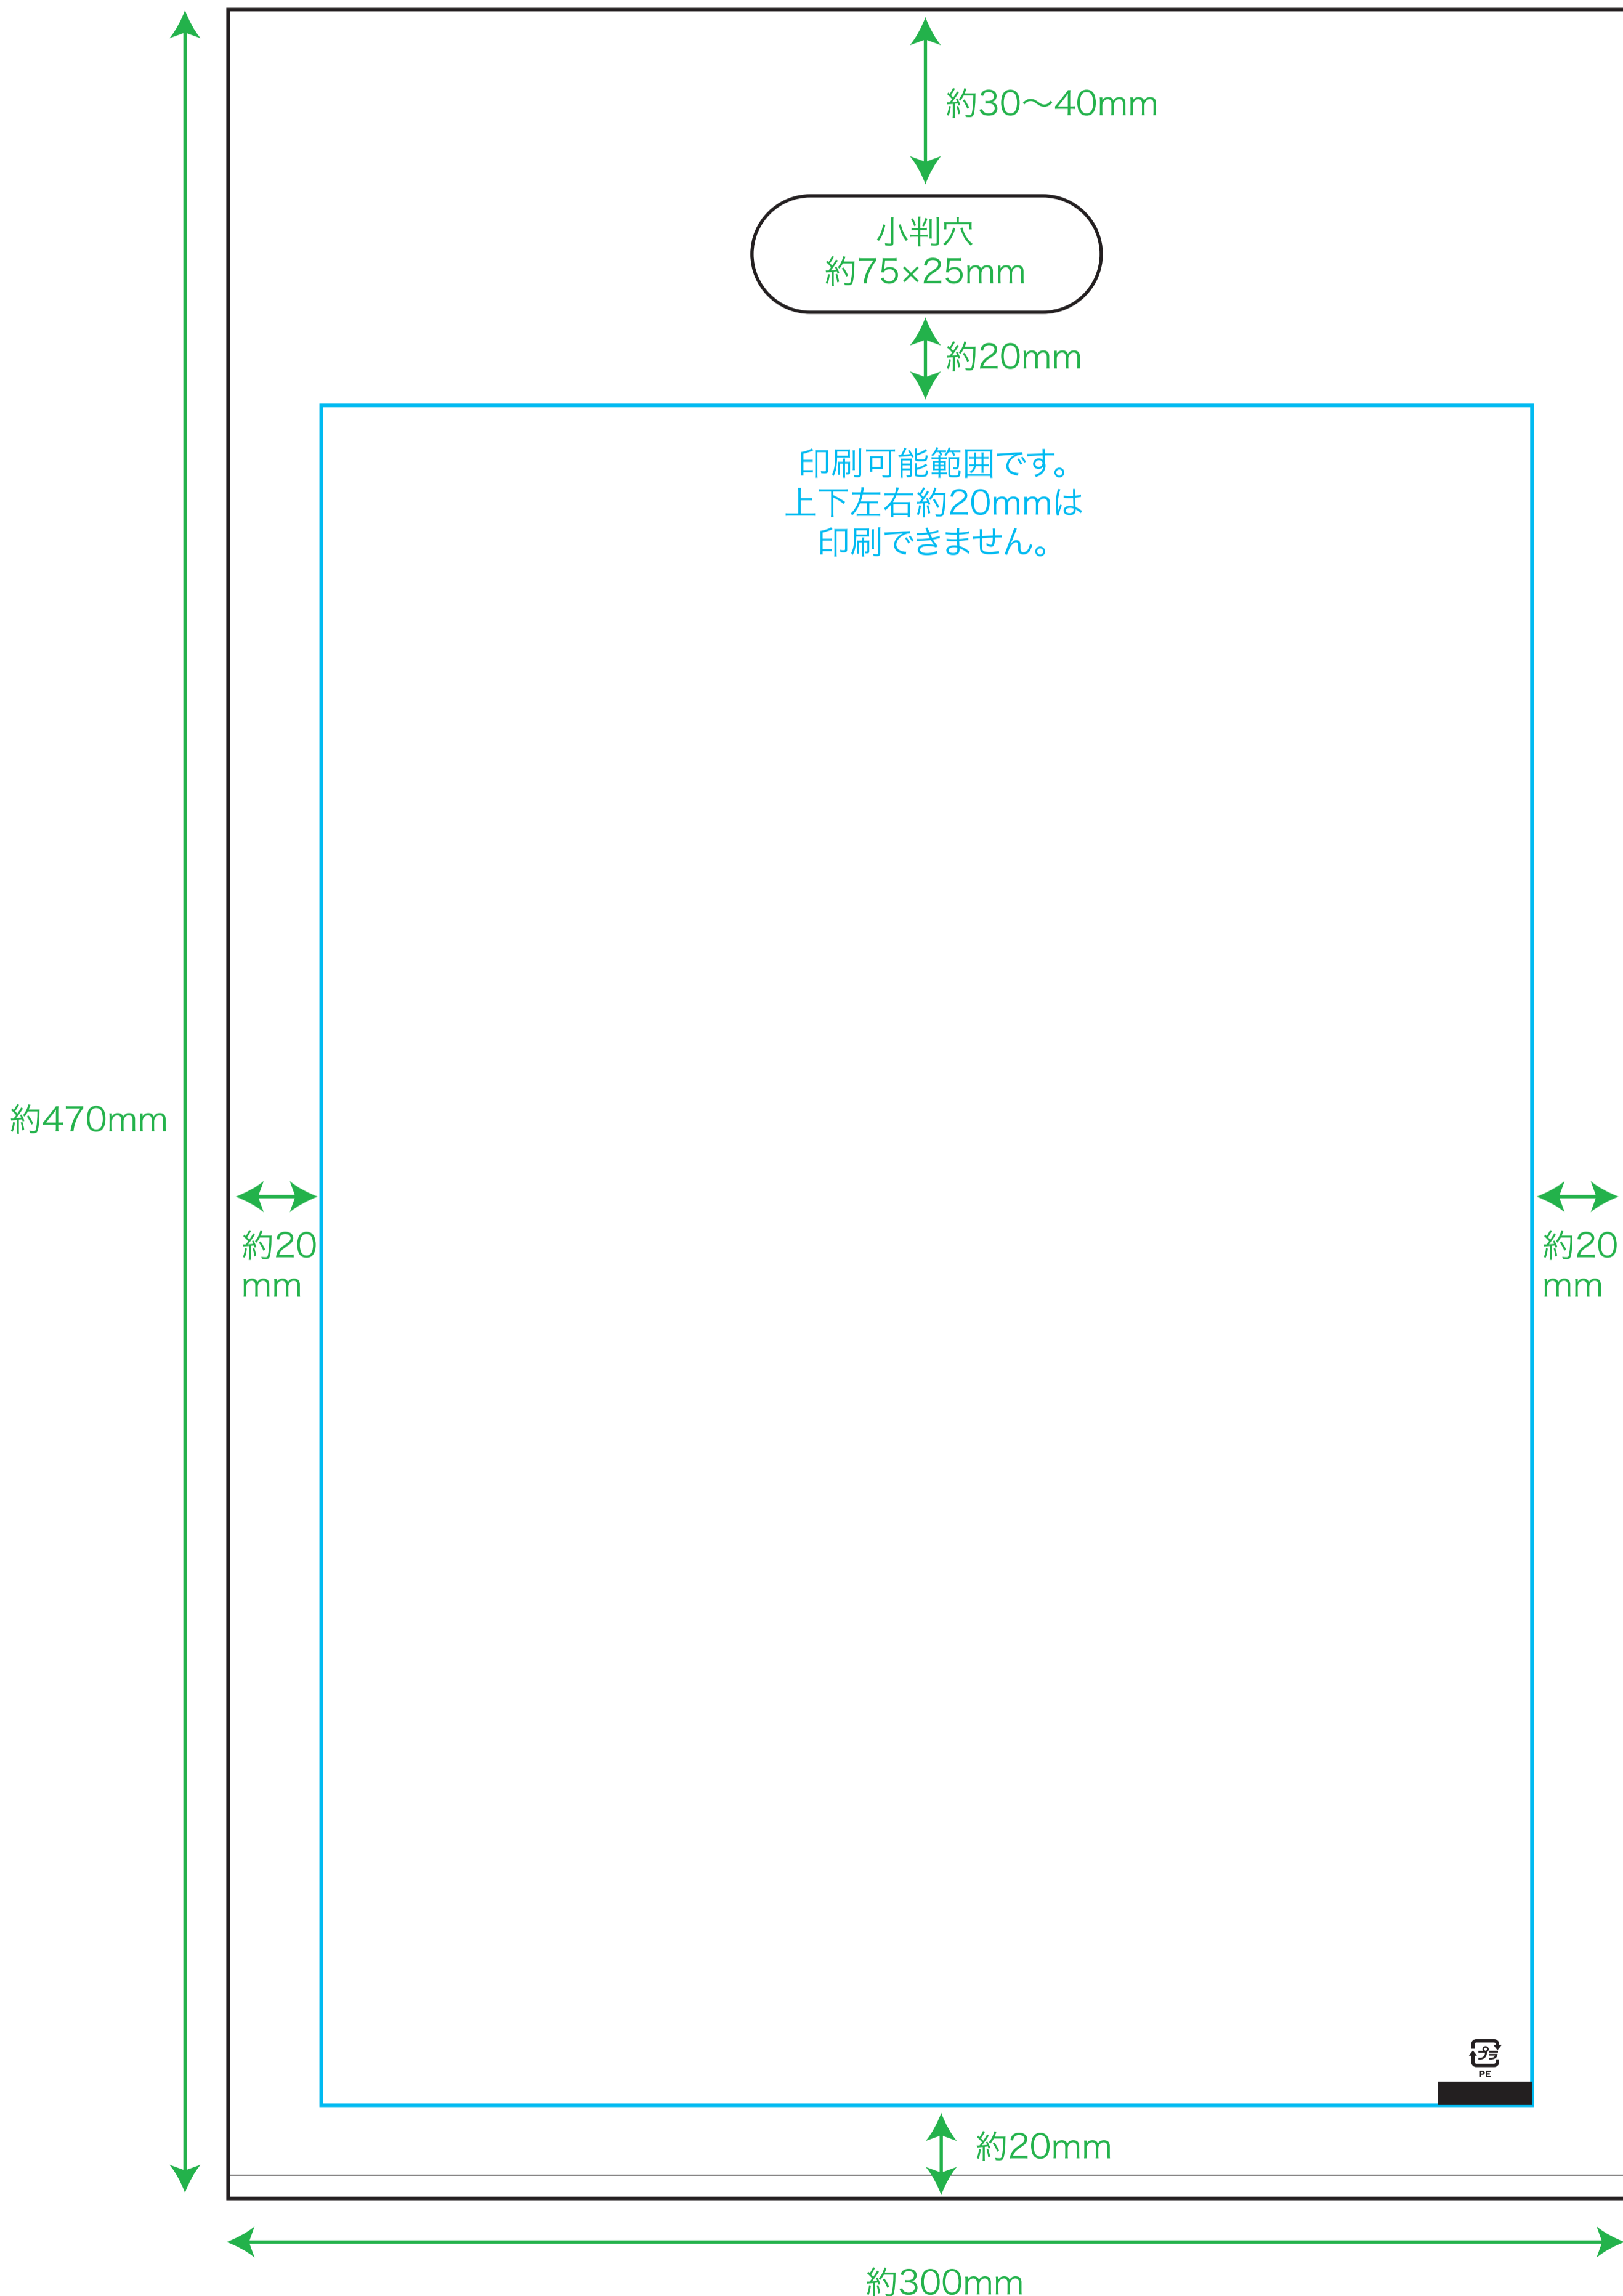 約30〜40mm
小判穴
約75×25mm
約20mm
印刷可能範囲です。
上下左右約20mmは
印刷できません。
約470mm
約20
mm
約20
mm
プラ
PE
約20mm
約300mm